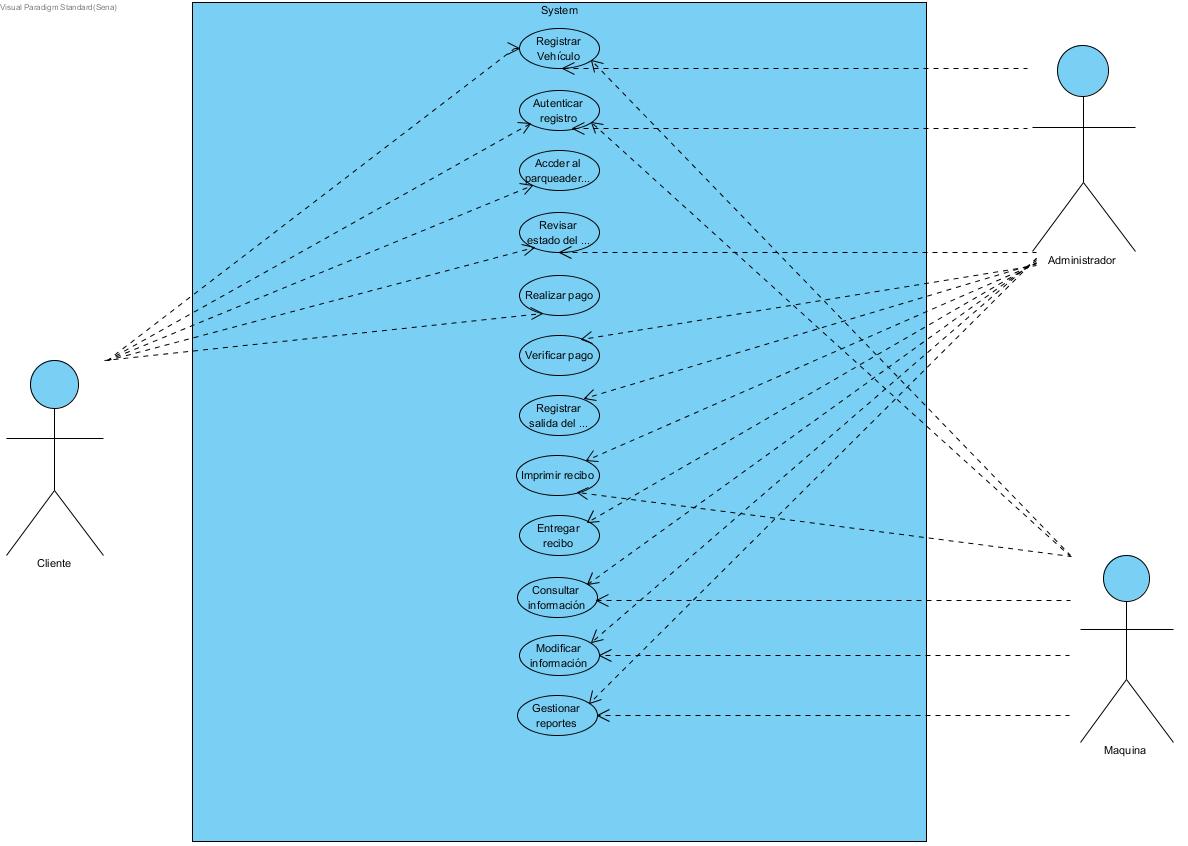 Visual Paradigm Standard(Sena)
System
Registrar
Vehículo
Autenticar
registro
Accder al
parqueader...
Revisar
estado del ...
Realizar pago
Verificar pago
Registrar
salida del ...
Imprimir recibo
Entregar
recibo
Consultar
información
Modificar
información
Gestionar
reportes
Administrador
Cliente
Maquina